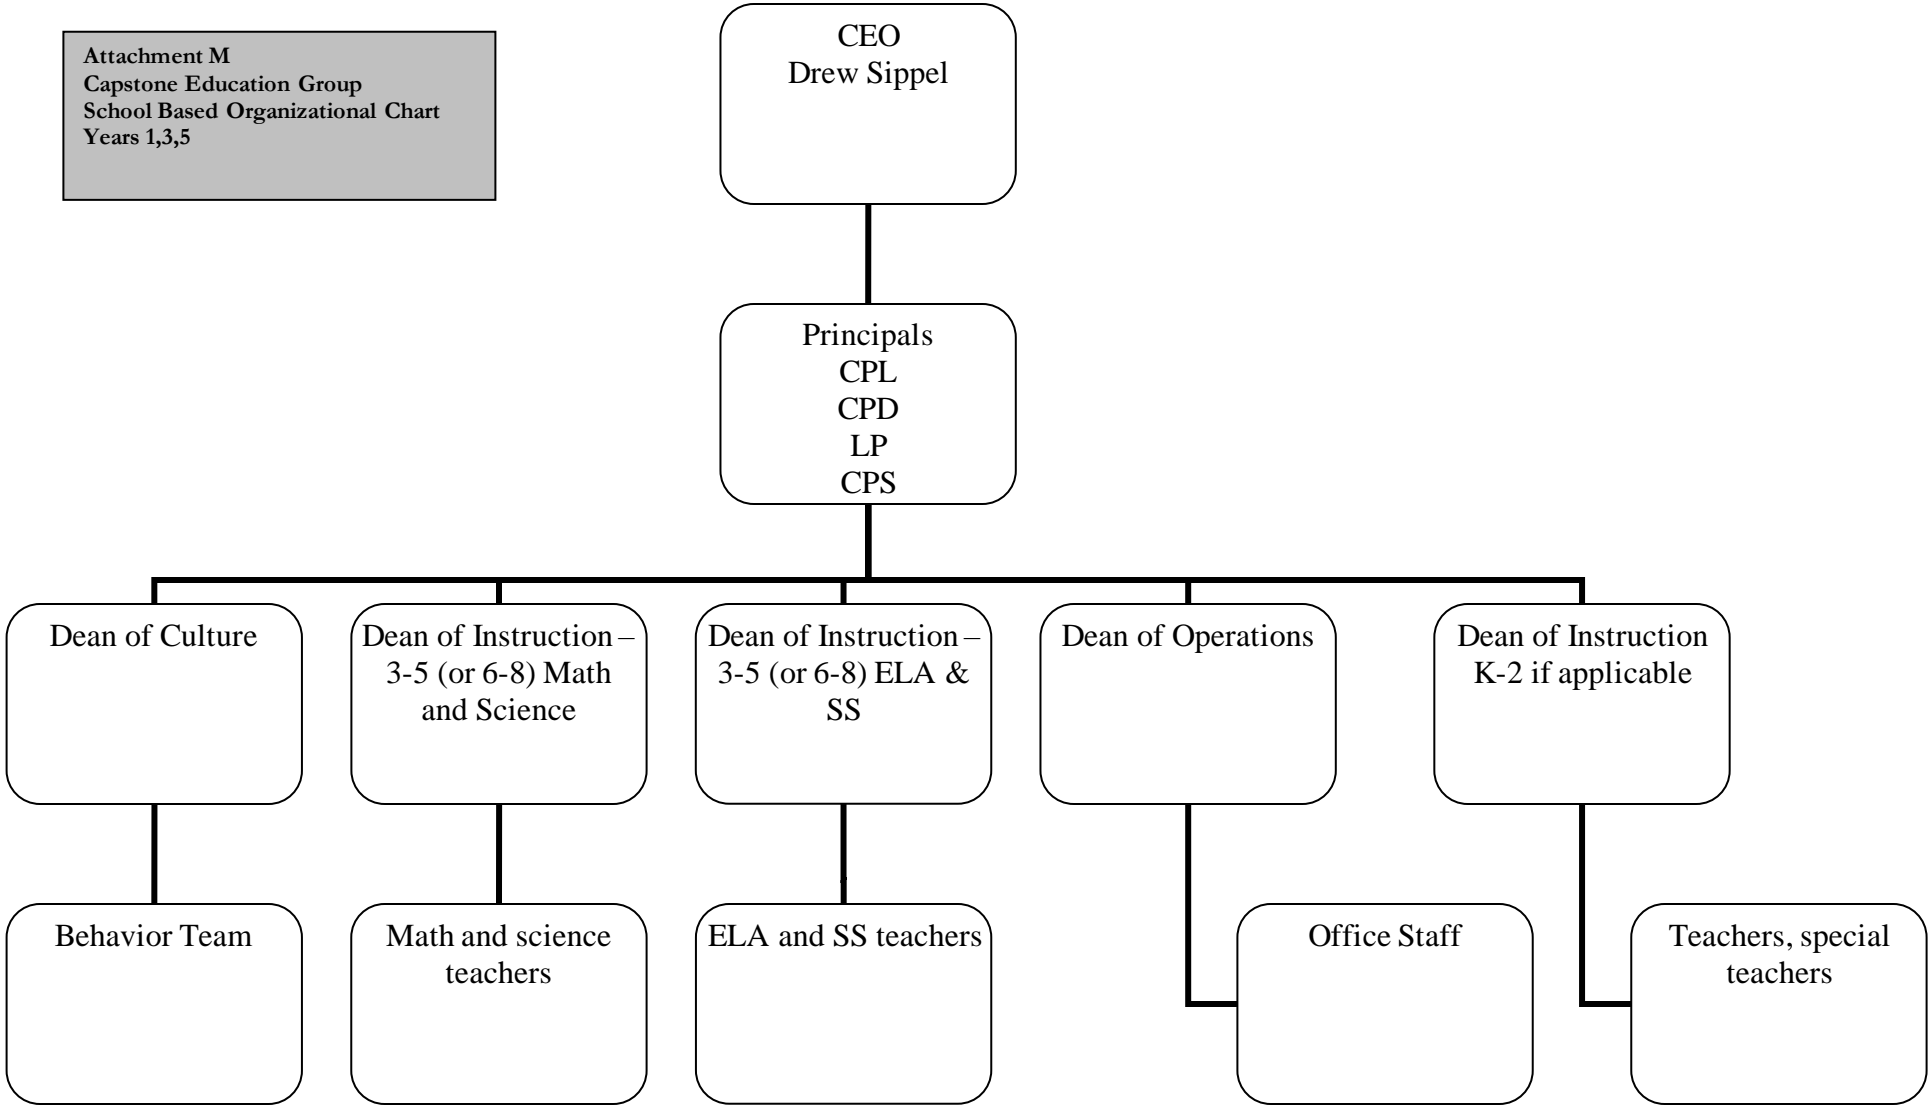 Attachment M
Capstone Education Group
School Based Organizational Chart
Years 1,3,5
CEO
Drew Sippel
Principals
CPL
CPD
LP
CPS
Dean of Culture
Dean of Instruction –
3-5 (or 6-8) Math
and Science
Dean of Instruction –
3-5 (or 6-8) ELA &
SS
Dean of Operations
Dean of Instruction
K-2 if applicable
Behavior Team
Math and science
teachers
ELA and SS teachers
Office Staff
Teachers, special
teachers